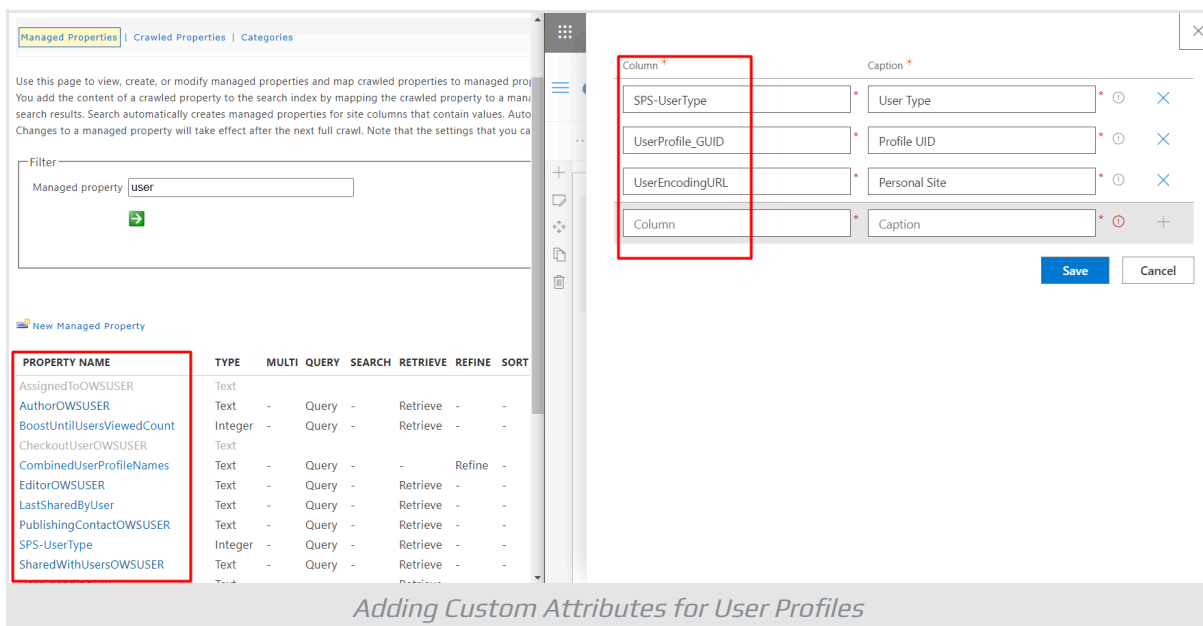 Managed Properties | Crawled Properties | Categories
Use this page to view, create, or modify managed properties and map crawled properties to managed prop
You add the content of a crawled property to the search index by mapping the crawled property to a mana
search results. Search automatically creates managed properties for site columns that contain values. Auto
Changes to a managed property will take effect after the next full crawl. Note that the settings that you ca
Filter
Managed property user
New Managed Property
PROPERTY NAME TYPE MULTI QUERY SEARCH RETRIEVE REFINE SORT
AssignedToOWSUSER Text
AuthorOWSUSER Text - Query - Retrieve - -
BoostUntilUsersViewedCount Integer - Query - Retrieve - -
CheckoutUserOWSUSER Text
CombinedUserProfileNames Text - Query - - Refine -
EditorOWSUSER Text - Query - Retrieve - -
LastSharedByUser Text - Query - Retrieve - -
PublishingContactOWSUSER Text - Query - Retrieve - -
SPS-UserType Integer - Query - Retrieve - -
SharedWithUsersOWSUSER Text - Query - Retrieve - -
Column * Caption *
SPS-UserType * User Type *
UserProfile_GUID * Profile UID *
UserEncodingURL * Personal Site *
Column * Caption *
Save Cancel
Adding Custom Attributes for User Profiles